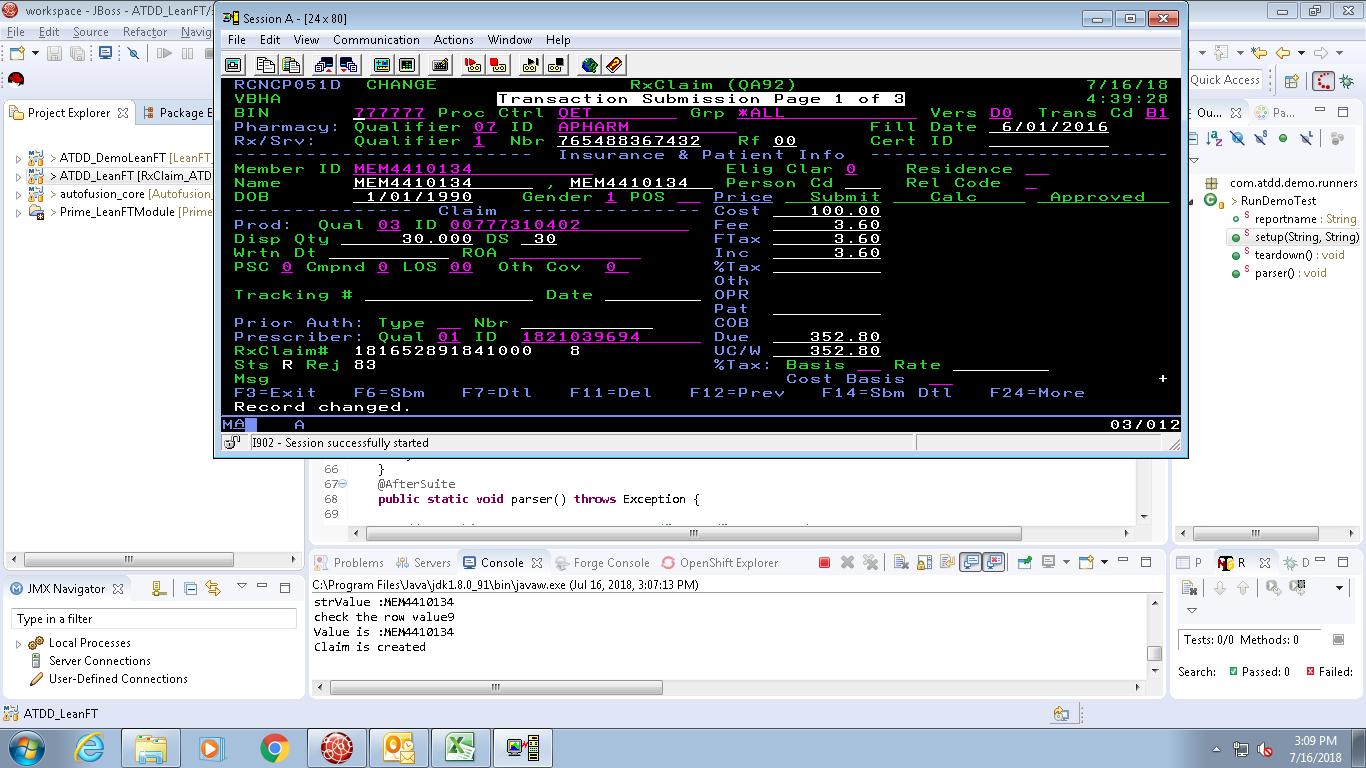 workspace - JBoss - ATDD_LeanFT/
File Edit Source Refactor Navig
Quick Access
Project Explorer Package E
> ATDD_DemoLeanFT [LeanFT_
> ATDD_LeanFT [RxClaim_ATD
> autofusion_core [Autofusion_
> Prime_LeanFTModule [Prime_
Session A - [24 x 80]
File Edit View Communication Actions Window Help
RCNCP051D CHANGE RxClaim (QA92) 7/16/18
VBHA Transaction Submission Page 1 of 3 4:39:28
BIN 777777 Proc Ctrl QET Grp *ALL Vers D0 Trans Cd B1
Pharmacy: Qualifier 07 ID APHARM Fill Date 6/01/2016
Rx/Srv: Qualifier 1 Nbr 765488367432 Rf 00 Cert ID
Insurance & Patient Info
Member ID MEM4410134 Elig Clar 0 Residence
Name MEM4410134 , MEM4410134 Person Cd Rel Code
DOB 1/01/1990 Gender 1 POS Price Submit Calc Approved
Claim Cost 100.00
Prod: Qual 03 ID 00777310402 Fee 3.60
Disp Qty 30.000 DS 30 FTax 3.60
Wrtn Dt ROA Inc 3.60
PSC 0 Cmpnd 0 LOS 00 Oth Cov 0 %Tax
Oth
Tracking # Date OPR
Pat
Prior Auth: Type Nbr COB
Prescriber: Qual 01 ID 1821039694 Due 352.80
RxClaim# 181652891841000 8 UC/W 352.80
Sts R Rej 83 %Tax: Basis Rate
Msg Cost Basis +
F3=Exit F6=Sbm F7=Dtl F11=Del F12=Prev F14=Sbm Dtl F24=More
Record changed.
MA A 03/012
I902 - Session successfully started
Ou... Pa...
com.atdd.demo.runners
> RunDemoTest
reportname : String
setup(String, String)
teardown() : void
parser() : void
66 }
67 @AfterSuite
68 public static void parser() throws Exception {
69
Problems Servers Console Forge Console OpenShift Explorer
C:\Program Files\Java\jdk1.8.0_91\bin\javaw.exe (Jul 16, 2018, 3:07:13 PM)
strValue :MEM4410134
check the row value9
Value is :MEM4410134
Claim is created
JMX Navigator
Type in a filter
Local Processes
Server Connections
User-Defined Connections
P R D
Tests: 0/0 Methods: 0
Search: Passed: 0 Failed:
ATDD_LeanFT
3:09 PM
7/16/2018